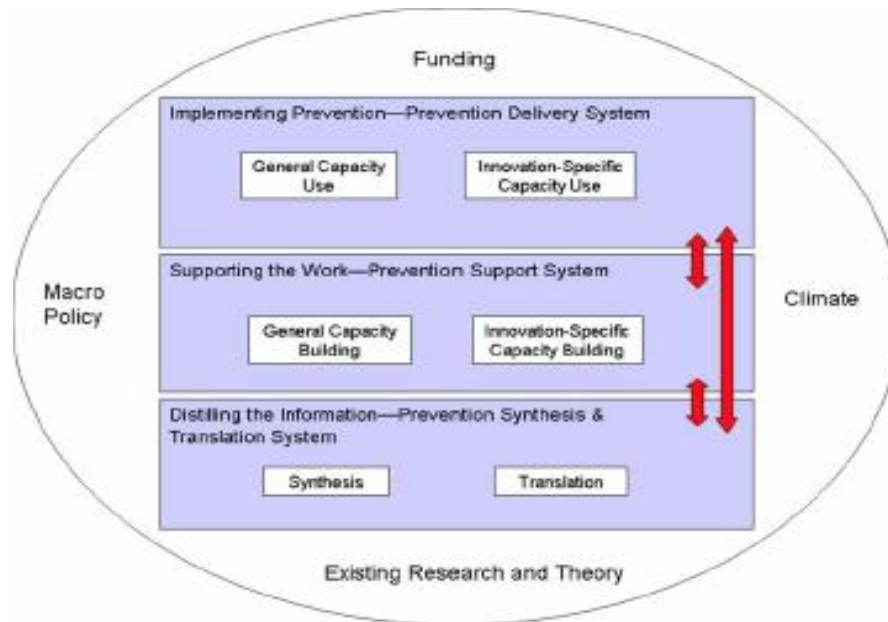 Funding
Implementing Prevention—Prevention Delivery System
General Capacity
Use
Innovation-Specific
Capacity Use
Macro
Policy
Supporting the Work—Prevention Support System
Climate
General Capacity
Building
Innovation-Specific
Capacity Building
Distilling the Information—Prevention Synthesis &
Translation System
Synthesis
Translation
Existing Research and Theory